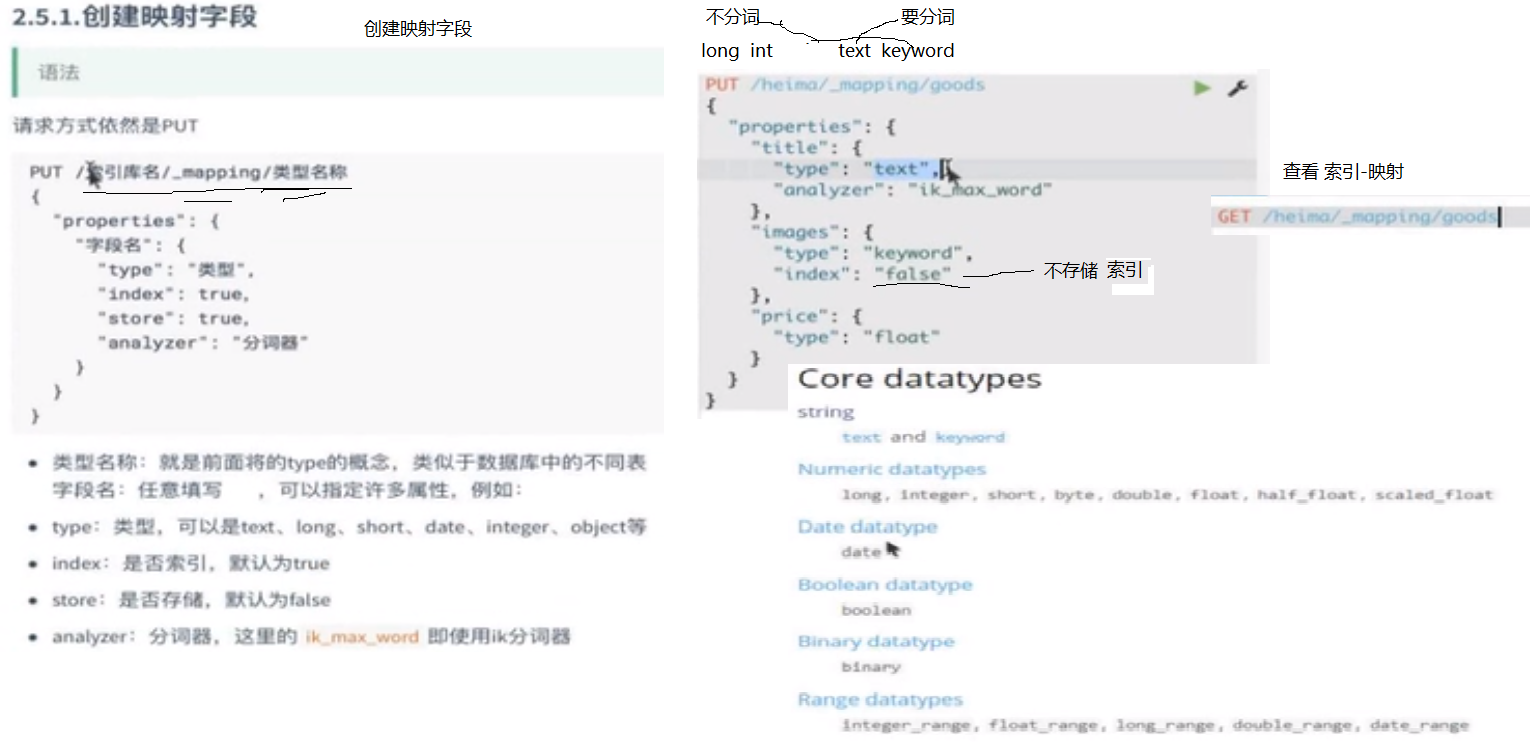 2.5.1.创建映射字段
创建映射字段
语法
请求方式依然是PUT
PUT /索引库名/_mapping/类型名称
{
"properties": {
"字段名": {
"type": "类型",
"index": true,
"store": true,
"analyzer": "分词器"
}
}
}
类型名称：就是前面将的type的概念，类似于数据库中的不同表
字段名：任意填写 ，可以指定许多属性，例如：
type：类型，可以是text、long、short、date、integer、object等
index：是否索引，默认为true
store：是否存储，默认为false
analyzer：分词器，这里的 ik_max_word 即使用ik分词器
不分词 要分词
long int text keyword
PUT /heima/_mapping/goods
{
"properties": {
"title": {
"type": "text",
"analyzer": "ik_max_word"
},
"images": {
"type": "keyword",
"index": "false"
},
"price": {
"type": "float"
}
}
}
不存储 索引
查看 索引-映射
GET /heima/_mapping/goods
Core datatypes
string
text and keyword
Numeric datatypes
long, integer, short, byte, double, float, half_float, scaled_float
Date datatype
date
Boolean datatype
boolean
Binary datatype
binary
Range datatypes
integer_range, float_range, long_range, double_range, date_range